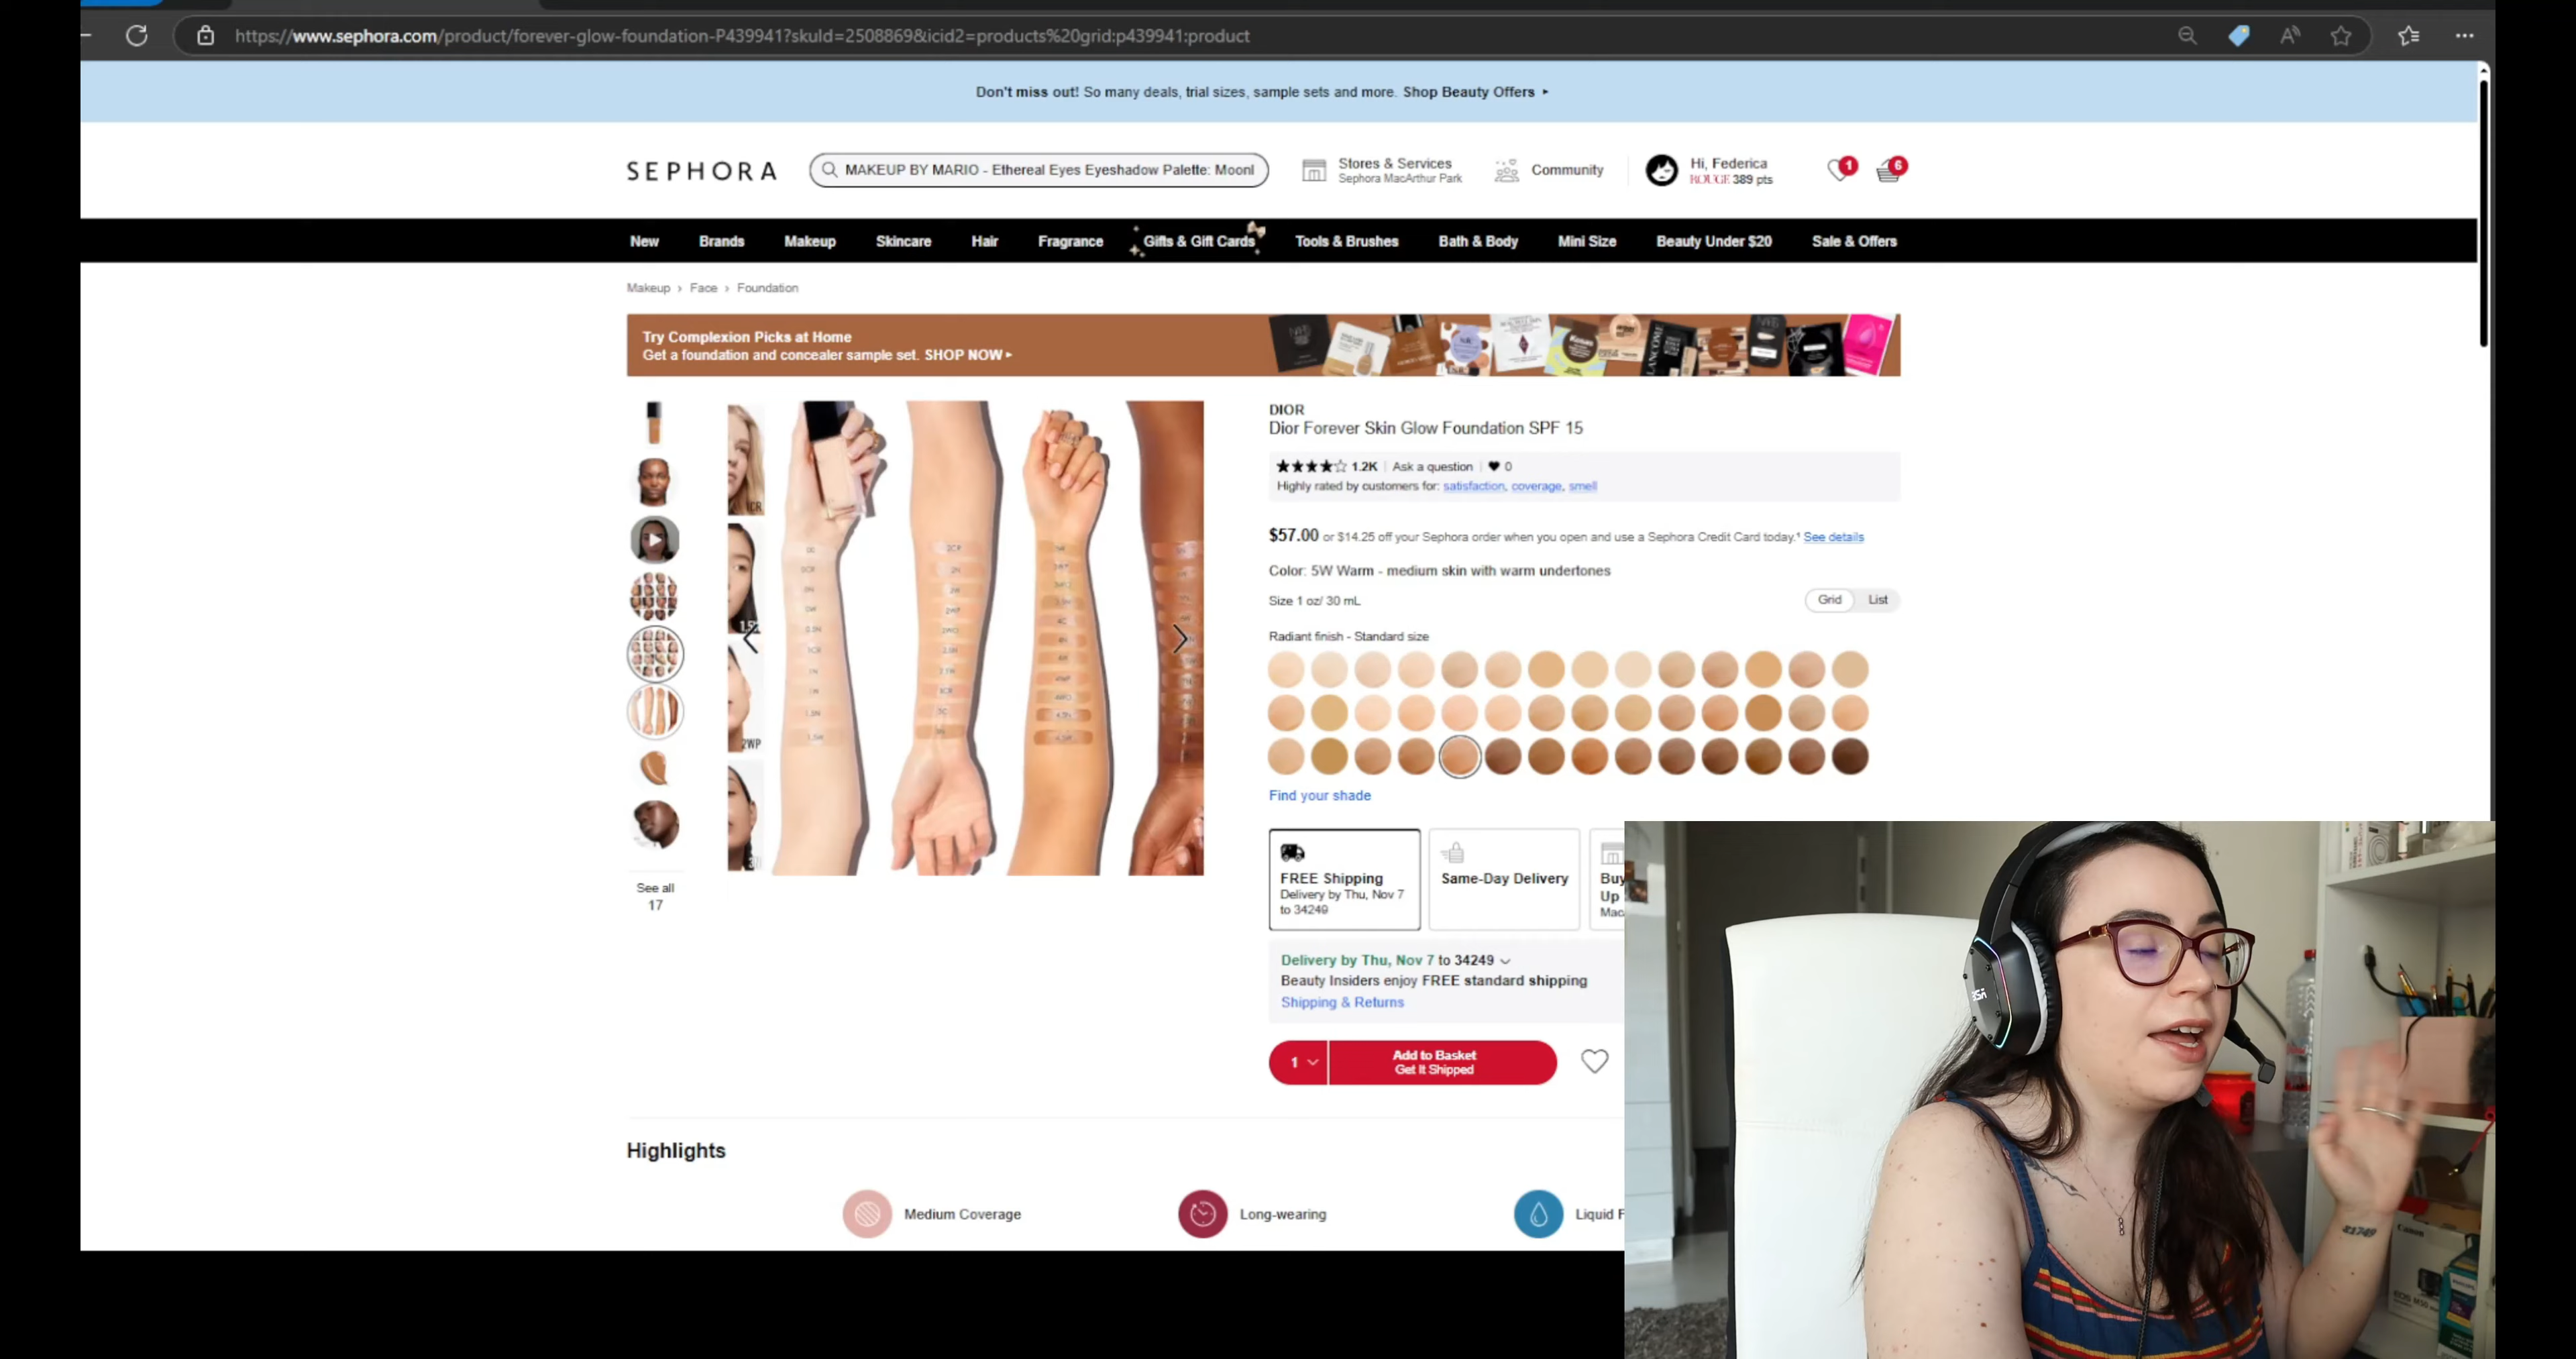 https://www.sephora.com/product/forever-glow-foundation-P439941?skuId=2508869&icid2=products%20grid:p439941:product
Don't miss out! So many deals, trial sizes, sample sets and more. Shop Beauty Offers ▸
SEPHORA
MAKEUP BY MARIO - Ethereal Eyes Eyeshadow Palette: Moonl
Stores & Services
Sephora MacArthur Park
Community
Hi, Federica
ROUGE 389 pts
1
6
New Brands Makeup Skincare Hair Fragrance Gifts & Gift Cards Tools & Brushes Bath & Body Mini Size Beauty Under $20 Sale & Offers
Makeup > Face > Foundation
Try Complexion Picks at Home
Get a foundation and concealer sample set. SHOP NOW ▸
LANCOME
DIOR
Dior Forever Skin Glow Foundation SPF 15
1.2K | Ask a question | ♥ 0
Highly rated by customers for: satisfaction, coverage, smell
$57.00 or $14.25 off your Sephora order when you open and use a Sephora Credit Card today.¹ See details
Color: 5W Warm - medium skin with warm undertones
Size 1 oz/ 30 mL
Grid List
Radiant finish - Standard size
1CR
2WP
Find your shade
See all
17
FREE Shipping
Delivery by Thu, Nov 7
to 34249
Same-Day Delivery
Buy
Up
Mac
Delivery by Thu, Nov 7 to 34249
Beauty Insiders enjoy FREE standard shipping
Shipping & Returns
1
Add to Basket
Get It Shipped
Highlights
Medium Coverage
Long-wearing
Liquid F
Canon